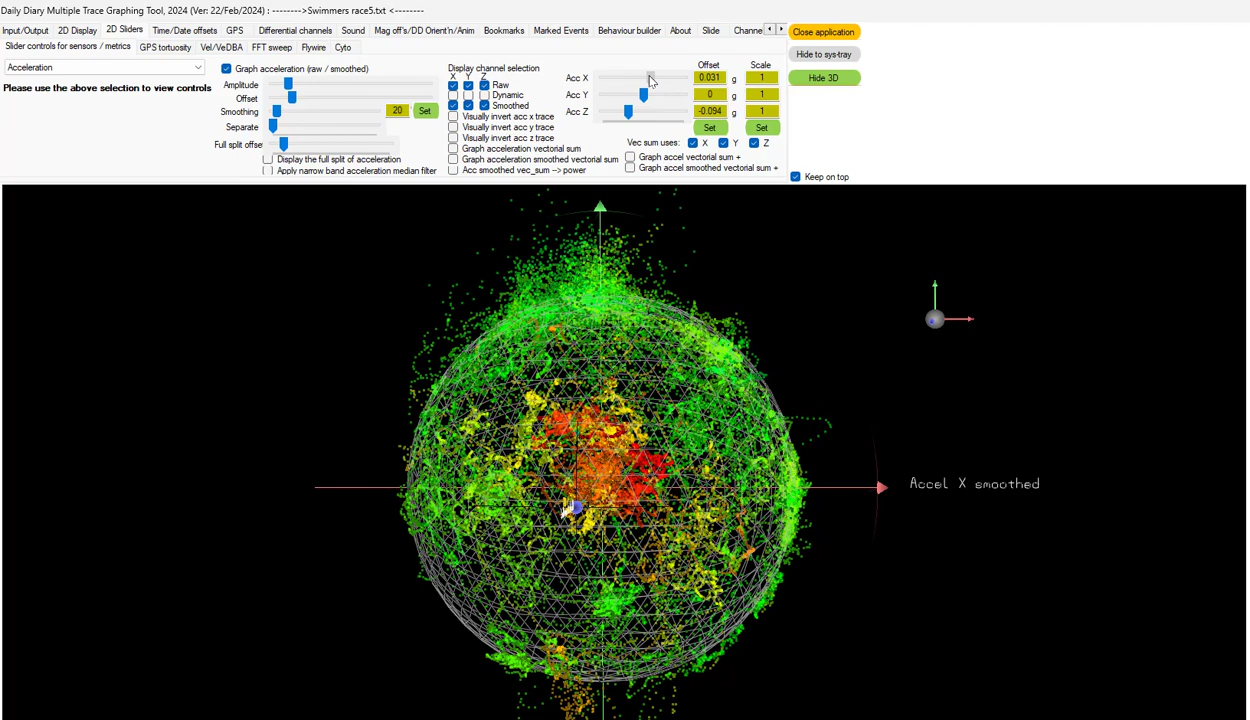 Daily Diary Multiple Trace Graphing Tool, 2024 (Ver: 22/Feb/2024) : -------->Swimmers race5.txt <--------
Input/Output 2D Display 2D Sliders Time/Date offsets GPS Differential channels Sound Mag off's/DD Orient'n/Anim Bookmarks Marked Events Behaviour builder About Slide Channe
Close application
Slider controls for sensors / metrics GPS tortuosity Vel/VeDBA FFT sweep Flywire Cyto
Hide to sys-tray
Hide 3D
Acceleration
Please use the above selection to view controls
Graph acceleration (raw / smoothed)
Amplitude
Offset
Smoothing 20 Set
Separate
Full split offset
Display the full split of acceleration
Apply narrow band acceleration median filter
Display channel selection
X Y Z
Raw
Dynamic
Smoothed
Visually invert acc x trace
Visually invert acc y trace
Visually invert acc z trace
Graph acceleration vectorial sum
Graph acceleration smoothed vectorial sum
Acc smoothed vec_sum --> power
Offset Scale
Acc X 0.031 g 1
Acc Y 0 g 1
Acc Z -0.094 g 1
Set Set
Vec sum uses: X Y Z
Graph accel vectorial sum +
Graph accel smoothed vectorial sum +
Keep on top
Accel X smoothed